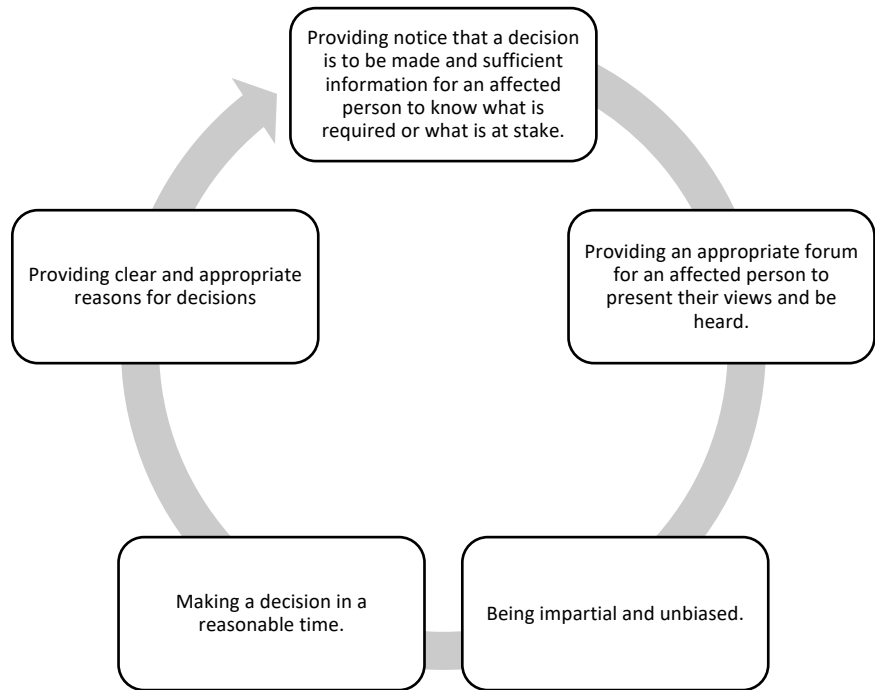 Providing notice that a decision
is to be made and sufficient
information for an affected
person to know what is
required or what is at stake.
Providing an appropriate forum
for an affected person to
present their views and be
heard.
Being impartial and unbiased.
Making a decision in a
reasonable time.
Providing clear and appropriate
reasons for decisions